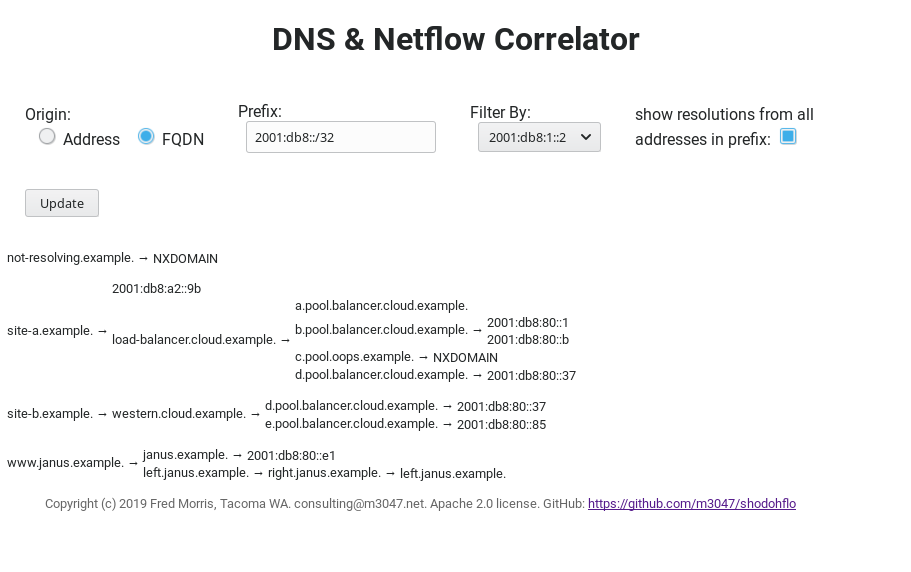 DNS & Netflow Correlator
Origin:
Address
FQDN
Prefix:
2001:db8::/32
Filter By:
2001:db8:1::2
show resolutions from all
addresses in prefix:
Update
not-resolving.example. → NXDOMAIN
2001:db8:a2::9b
a.pool.balancer.cloud.example.
site-a.example. → load-balancer.cloud.example. → b.pool.balancer.cloud.example. → 2001:db8:80::1
2001:db8:80::b
c.pool.oops.example. → NXDOMAIN
d.pool.balancer.cloud.example. → 2001:db8:80::37
site-b.example. → western.cloud.example. → d.pool.balancer.cloud.example. → 2001:db8:80::37
e.pool.balancer.cloud.example. → 2001:db8:80::85
www.janus.example. → janus.example. → 2001:db8:80::e1
left.janus.example. → right.janus.example. → left.janus.example.
Copyright (c) 2019 Fred Morris, Tacoma WA. consulting@m3047.net. Apache 2.0 license. GitHub: https://github.com/m3047/shodohflo